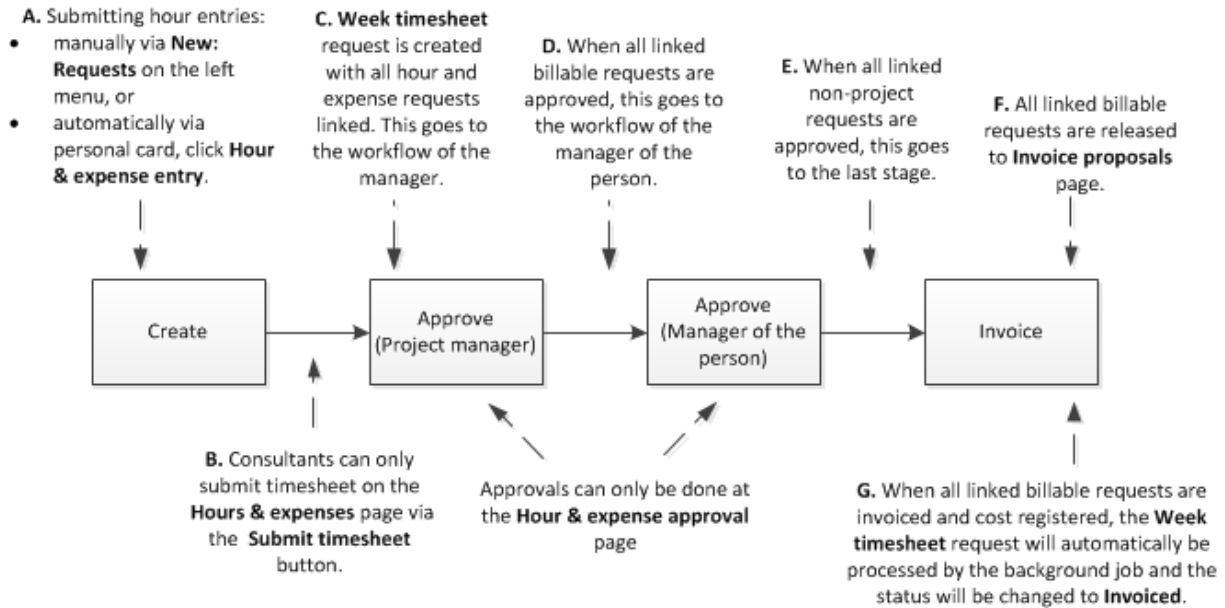 A. Submitting hour entries:
• manually via New:
Requests on the left
menu, or
• automatically via
personal card, click Hour
& expense entry.
C. Week timesheet
request is created
with all hour and
expense requests
linked. This goes to
the workflow of the
manager.
D. When all linked
billable requests are
approved, this goes to
the workflow of the
manager of the
person.
E. When all linked
non-project
requests are
approved, this goes
to the last stage.
F. All linked billable
requests are released
to Invoice proposals
page.
Create
Approve
(Project manager)
Approve
(Manager of the
person)
Invoice
B. Consultants can only
submit timesheet on the
Hours & expenses page via
the Submit timesheet
button.
Approvals can only be done at
the Hour & expense approval
page
G. When all linked billable requests are
invoiced and cost registered, the Week
timesheet request will automatically be
processed by the background job and the
status will be changed to Invoiced.